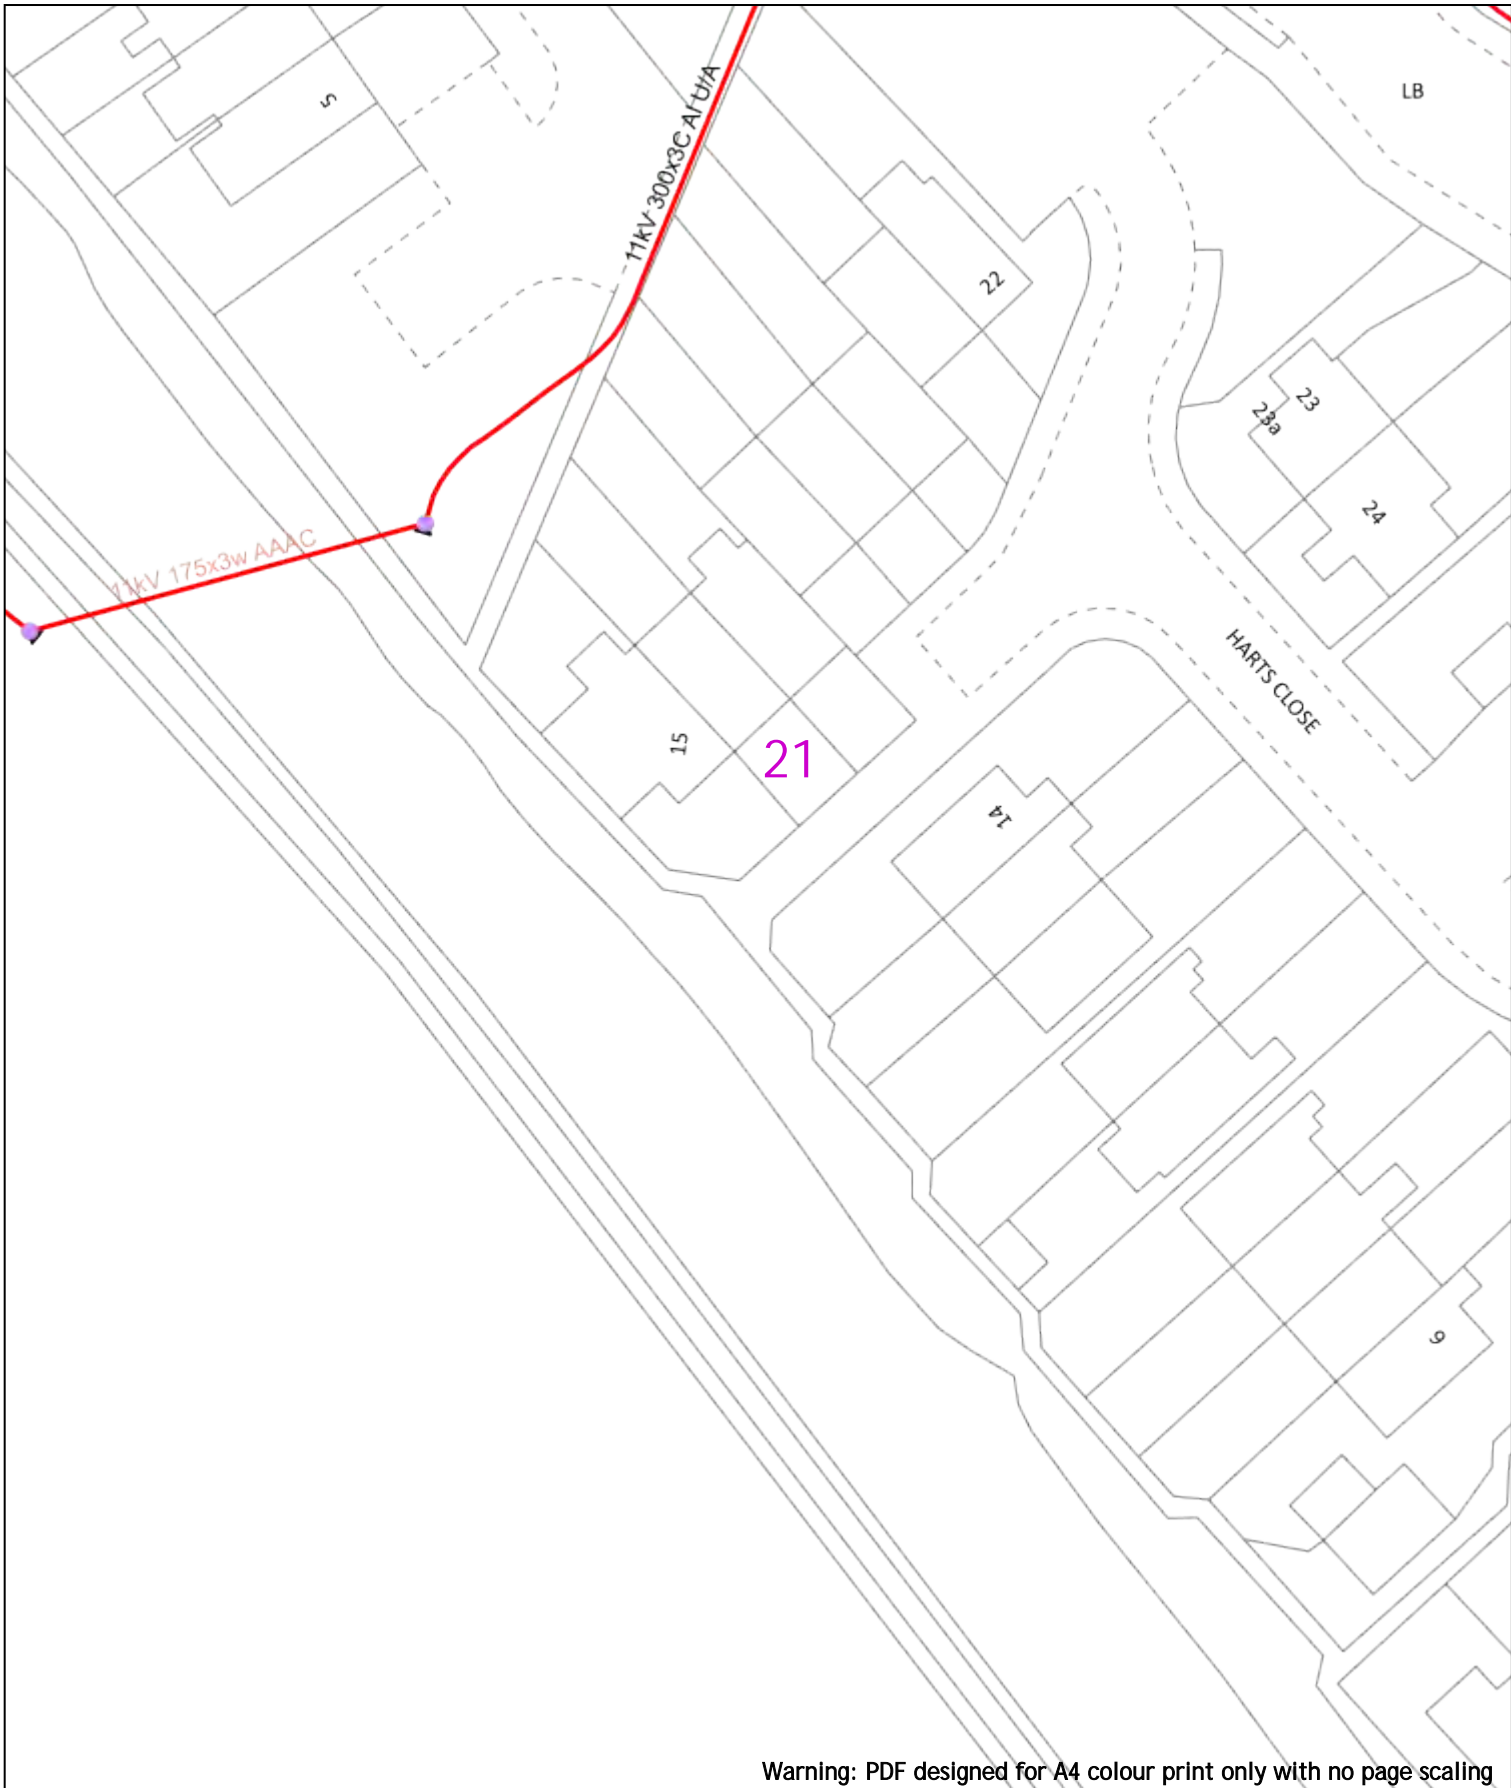 LB
5
11kV 300x3C Al U/A
22
23
23a
24
11kV 175x3w AAAC
HARTS CLOSE
15
21
14
9
Warning: PDF designed for A4 colour print only with no page scaling